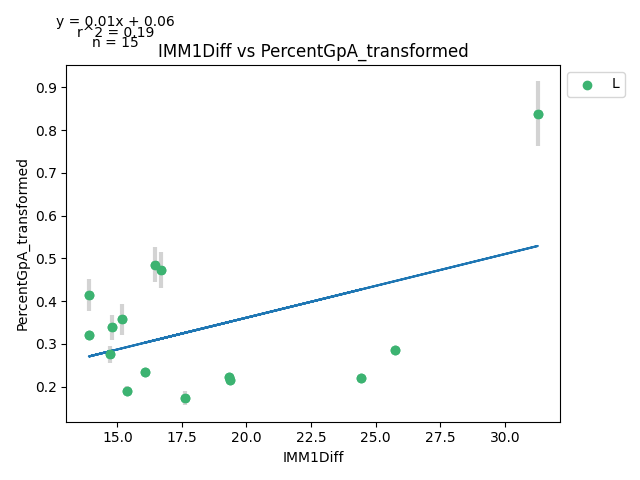 y = 0.01x + 0.06
r^2 = 0.19
n = 15
IMM1Diff vs PercentGpA_transformed
L
PercentGpA_transformed
0.9
0.8
0.7
0.6
0.5
0.4
0.3
0.2
15.0 17.5 20.0 22.5 25.0 27.5 30.0
IMM1Diff